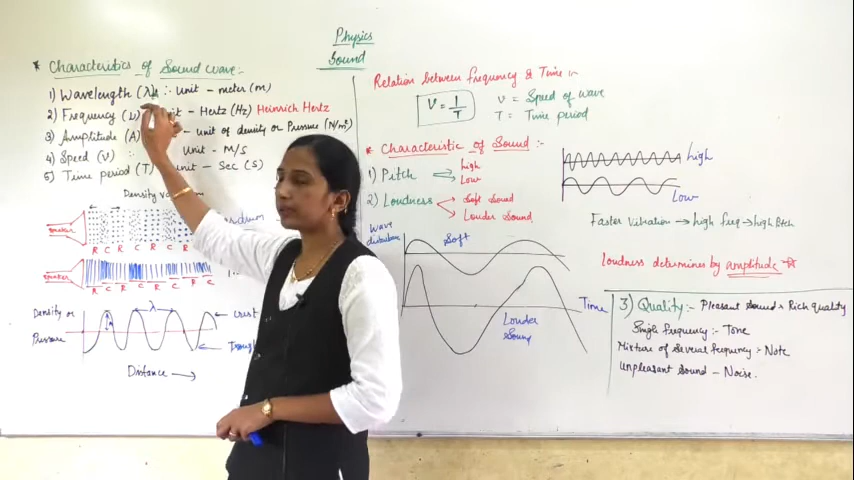 Physics
Sound
* Characteristics of Sound wave:-
1) Wavelength (λ) :- Unit - meter (m)
2) Frequency (ν) unit - Hertz (Hz) Heinrich Hertz
3) Amplitude (A) - unit of density or Pressure (N/m²)
4) Speed (V) : Unit - M/s
5) Time period (T) unit - Sec (S)
Density
Speaker
R C R C R C
Speaker
R C R C R C
Density or
Pressure
A
λ
crest
Distance
Relation between frequency & Time :-
V = 1/T
V = Speed of wave
T = Time period
* Characteristic of Sound :-
1) Pitch
high
Low
2) Loudness
Soft Sound
Louder Sound
high
Low
Faster Vibration → high freq → high Pitch
Wave
Soft
Louder
Sound
Time
Loudness determines by amplitude
3) Quality:- Pleasant Sound = Rich quality
Single frequency :- Tone
Mixture of Several frequency :- Note
unpleasant Sound - Noise.